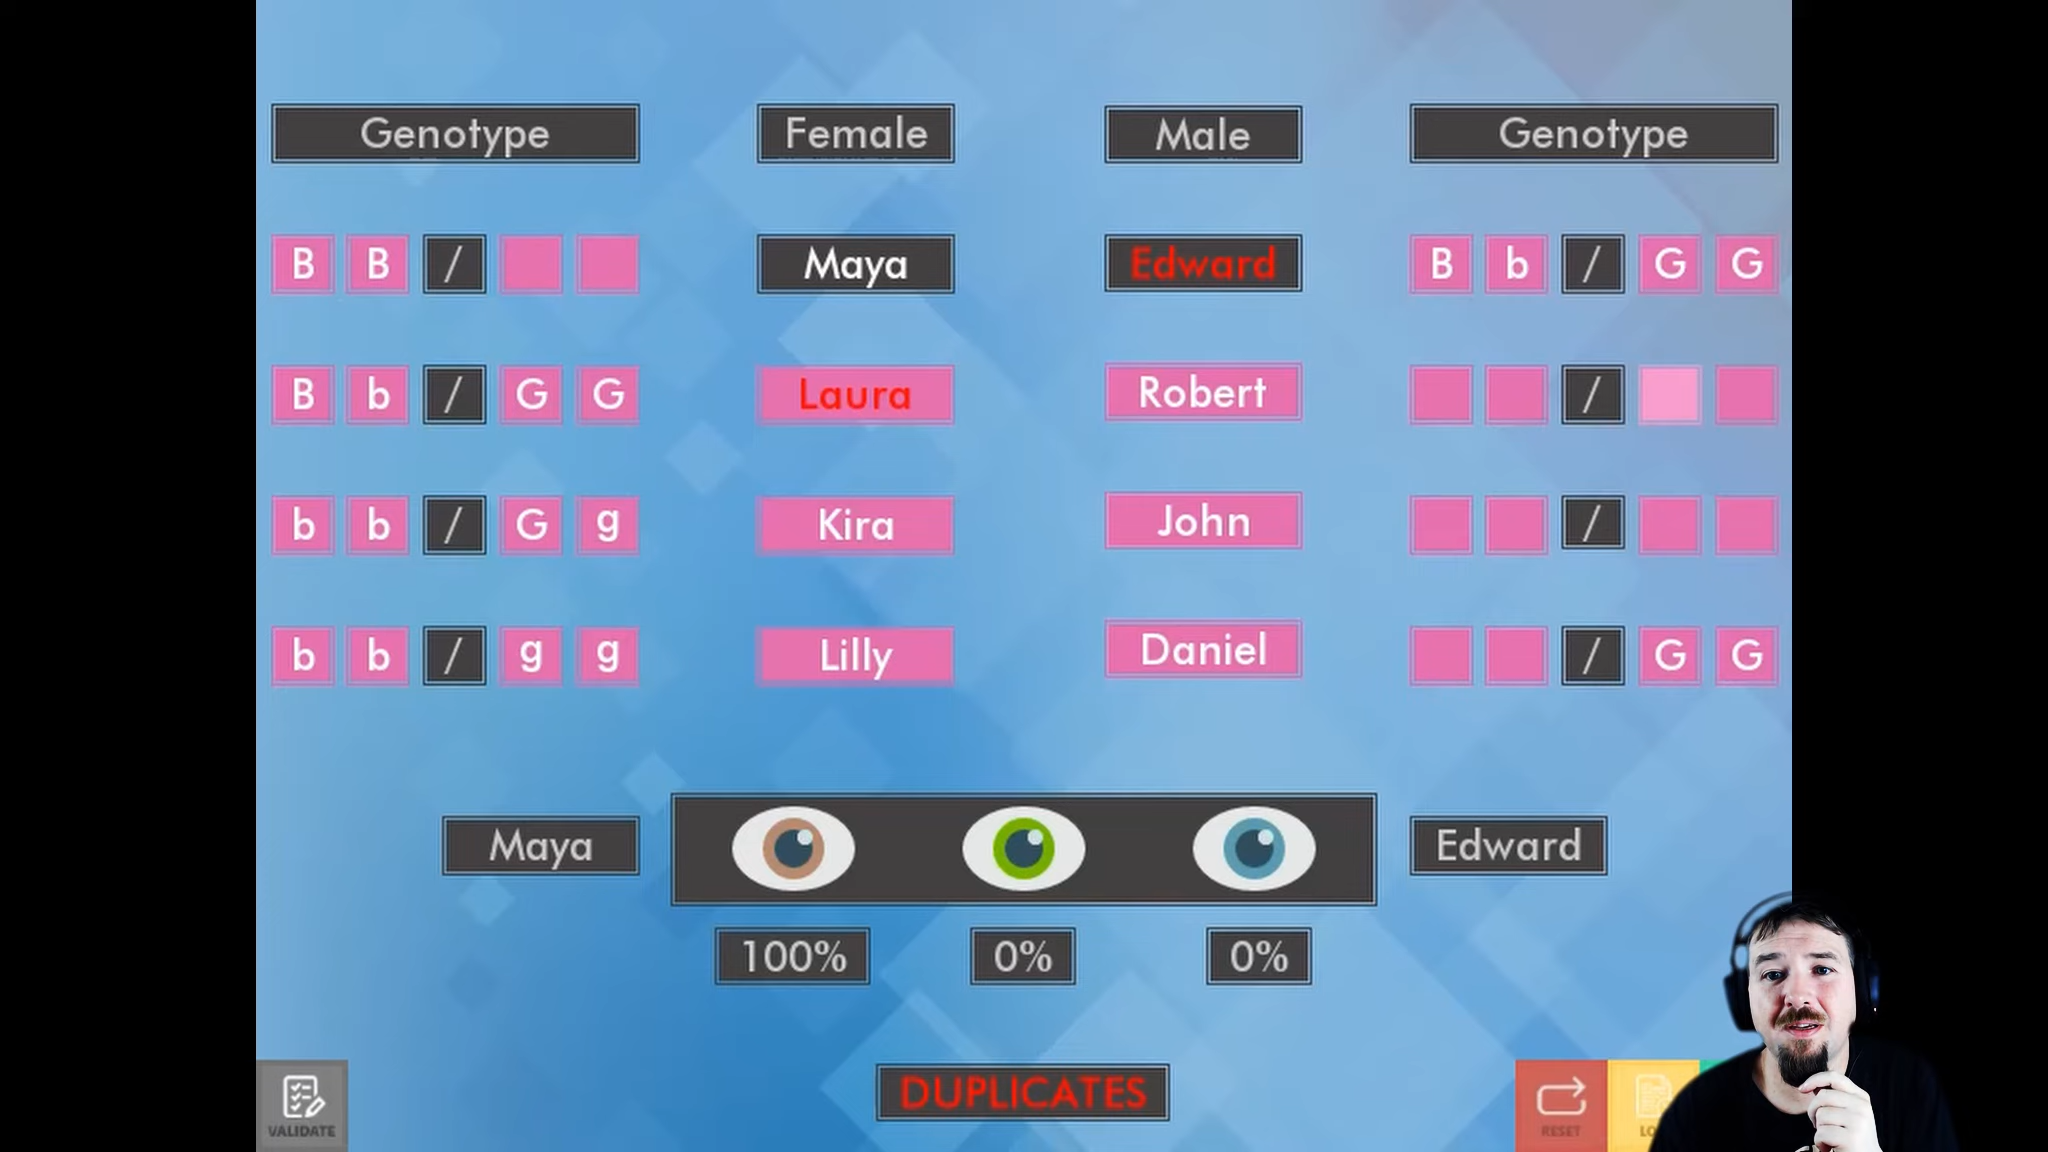 Genotype Female Male Genotype
B B / Maya Edward B b / G G
B b / G G Laura Robert /
b b / G g Kira John /
b b / g g Lilly Daniel / G G
Maya Edward
100% 0% 0%
DUPLICATES
VALIDATE RESET